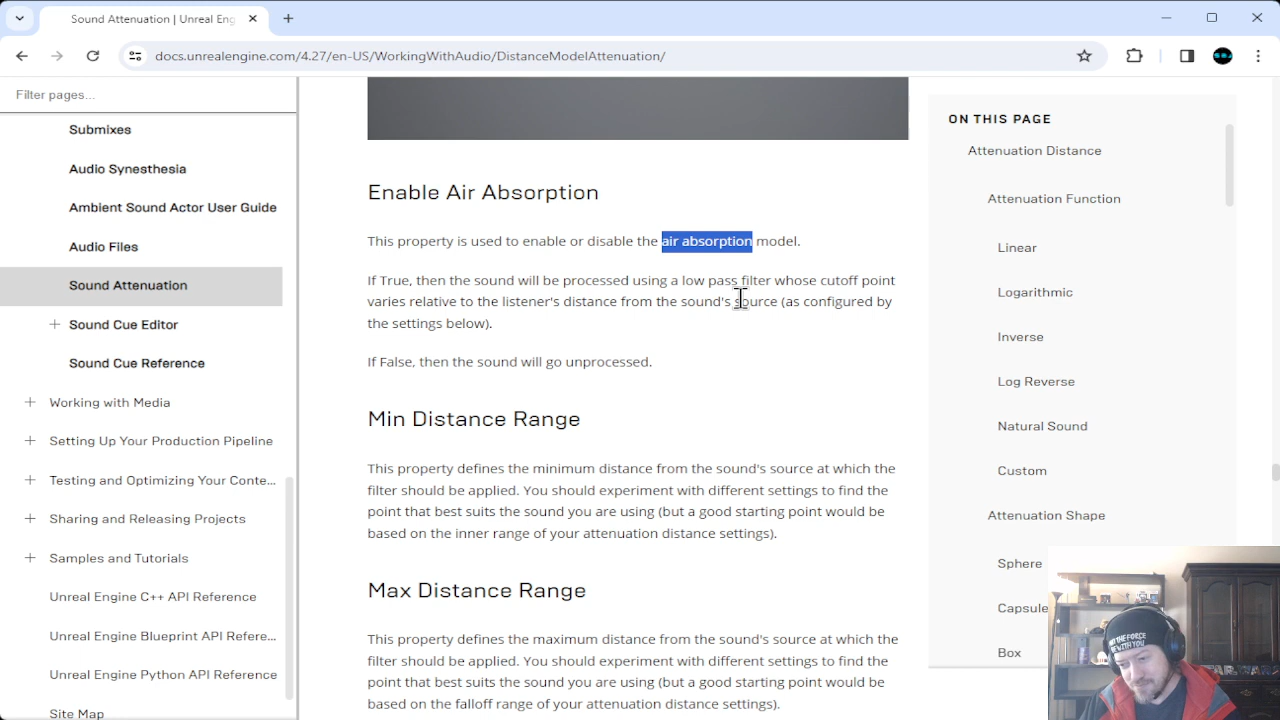 Sound Attenuation | Unreal Eng
docs.unrealengine.com/4.27/en-US/WorkingWithAudio/DistanceModelAttenuation/
Filter pages...
Submixes
Audio Synesthesia
Ambient Sound Actor User Guide
Audio Files
Sound Attenuation
Sound Cue Editor
Sound Cue Reference
Working with Media
Setting Up Your Production Pipeline
Testing and Optimizing Your Conte...
Sharing and Releasing Projects
Samples and Tutorials
Unreal Engine C++ API Reference
Unreal Engine Blueprint API Refere...
Unreal Engine Python API Reference
Site Map
Enable Air Absorption
This property is used to enable or disable the air absorption model.
If True, then the sound will be processed using a low pass filter whose cutoff point
varies relative to the listener's distance from the sound's source (as configured by
the settings below).
If False, then the sound will go unprocessed.
Min Distance Range
This property defines the minimum distance from the sound's source at which the
filter should be applied. You should experiment with different settings to find the
point that best suits the sound you are using (but a good starting point would be
based on the inner range of your attenuation distance settings).
Max Distance Range
This property defines the maximum distance from the sound's source at which the
filter should be applied. You should experiment with different settings to find the
point that best suits the sound you are using (but a good starting point would be
based on the falloff range of your attenuation distance settings).
ON THIS PAGE
Attenuation Distance
Attenuation Function
Linear
Logarithmic
Inverse
Log Reverse
Natural Sound
Custom
Attenuation Shape
Sphere
Capsule
Box
THE FORCE
BE WITH YOU
STAR WARS